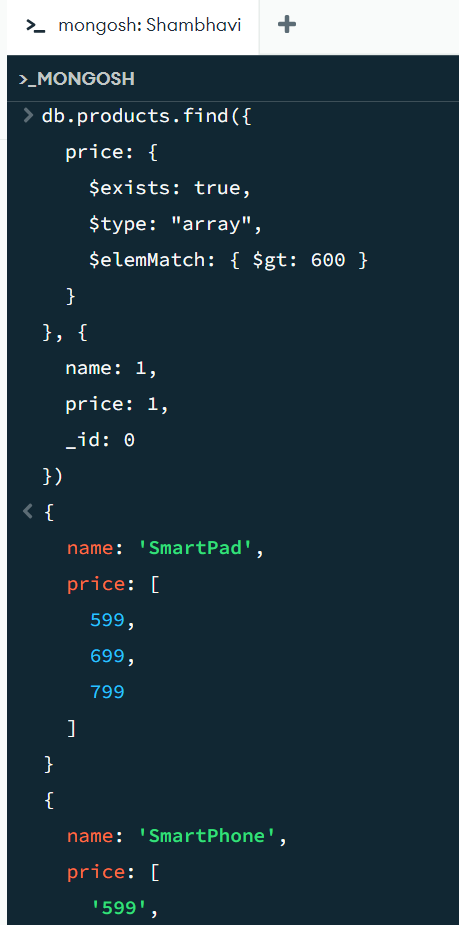 >_ mongosh: Shambhavi +
>_MONGOSH
> db.products.find({
price: {
$exists: true,
$type: "array",
$elemMatch: { $gt: 600 }
}
}, {
name: 1,
price: 1,
_id: 0
})
< {
name: 'SmartPad',
price: [
599,
699,
799
]
}
{
name: 'SmartPhone',
price: [
'599',